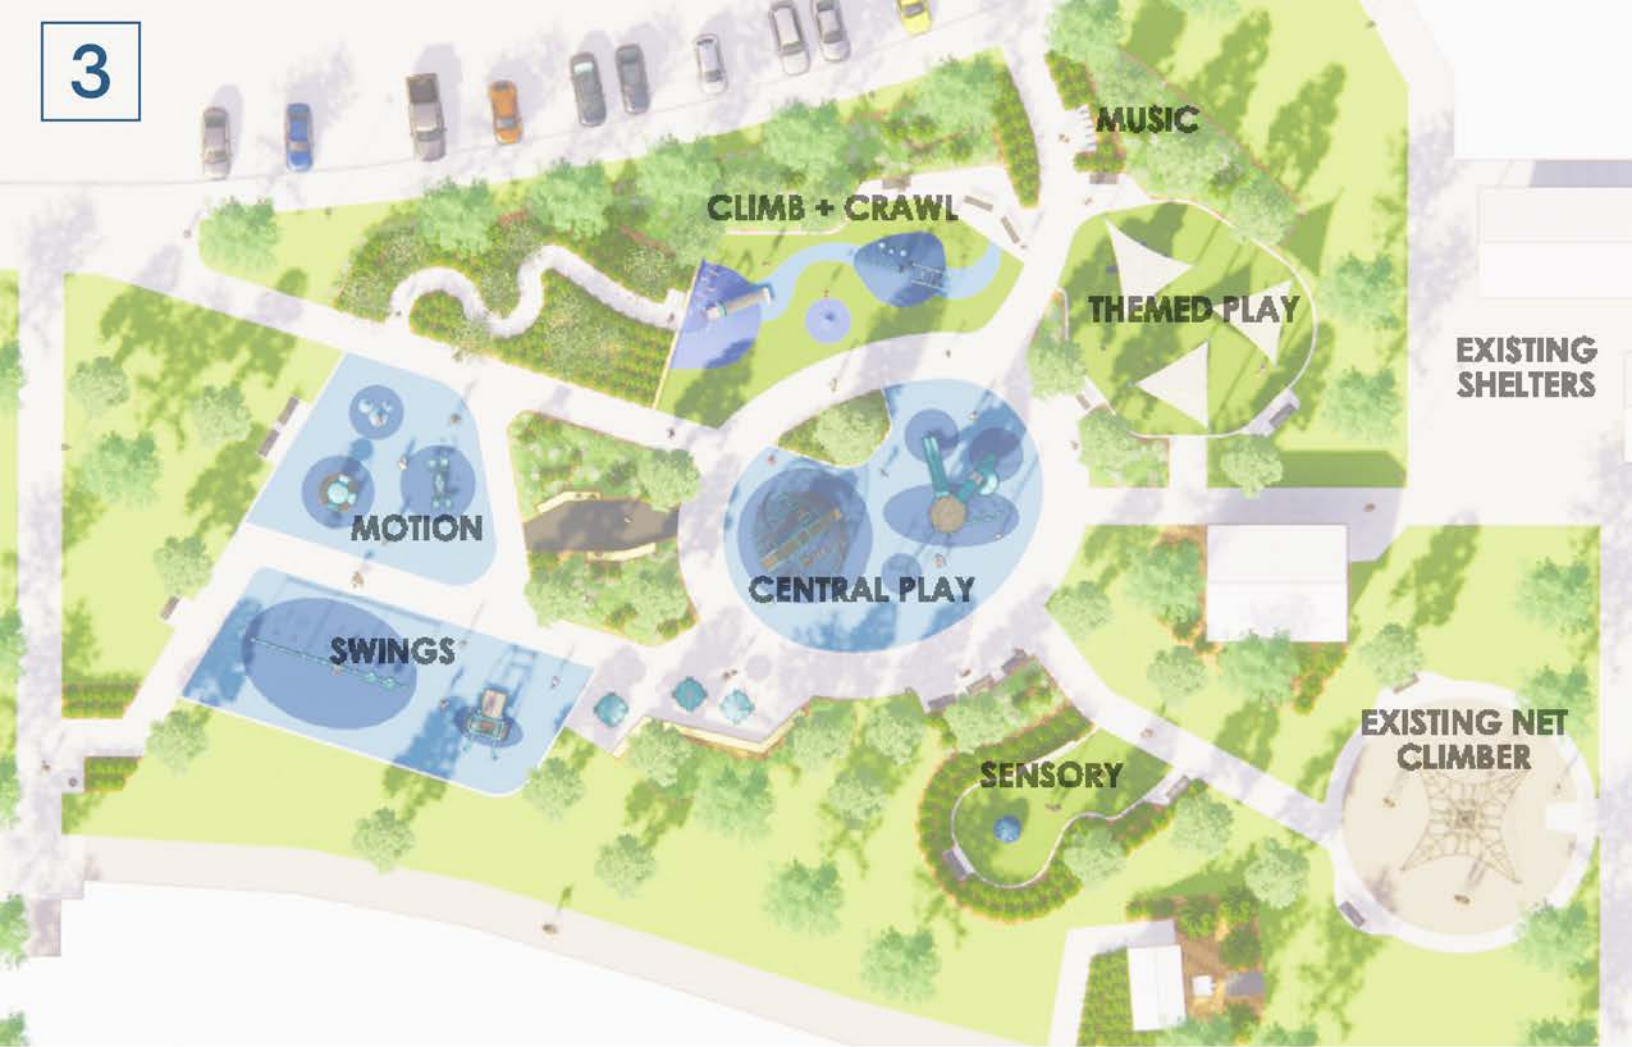 3
MUSIC
CLIMB + CRAWL
THEMED PLAY
EXISTING
SHELTERS
MOTION
CENTRAL PLAY
SWINGS
EXISTING NET
CLIMBER
SENSORY